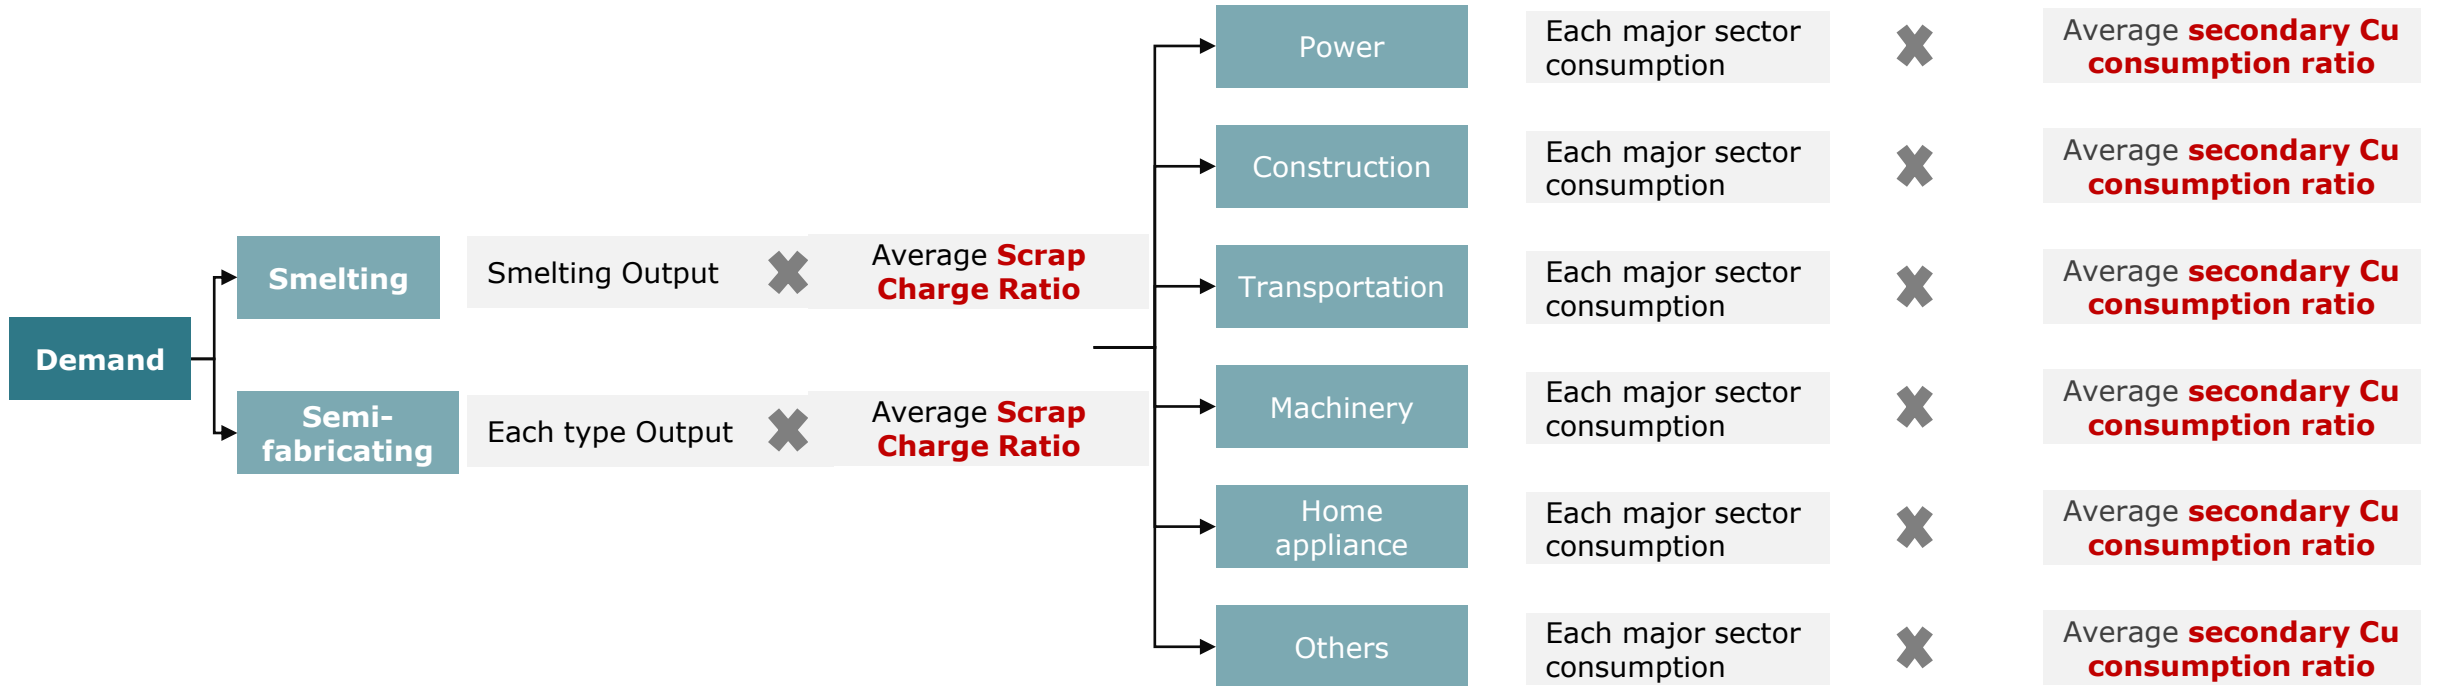 Demand
Smelting
Smelting Output
Average Scrap
Charge Ratio
Semi-
fabricating
Each type Output
Average Scrap
Charge Ratio
Power
Each major sector
consumption
Average secondary Cu
consumption ratio
Construction
Each major sector
consumption
Average secondary Cu
consumption ratio
Transportation
Each major sector
consumption
Average secondary Cu
consumption ratio
Machinery
Each major sector
consumption
Average secondary Cu
consumption ratio
Home
appliance
Each major sector
consumption
Average secondary Cu
consumption ratio
Others
Each major sector
consumption
Average secondary Cu
consumption ratio